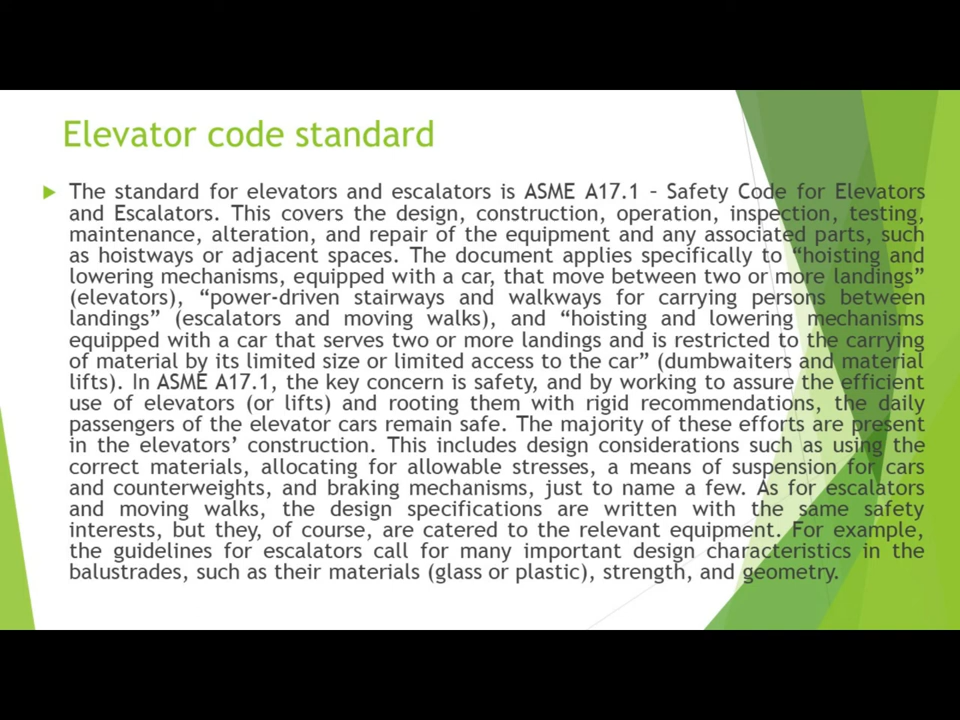 Elevator code standard
The standard for elevators and escalators is ASME A17.1 – Safety Code for Elevators
and Escalators. This covers the design, construction, operation, inspection, testing,
maintenance, alteration, and repair of the equipment and any associated parts, such
as hoistways or adjacent spaces. The document applies specifically to “hoisting and
lowering mechanisms, equipped with a car, that move between two or more landings”
(elevators), “power-driven stairways and walkways for carrying persons between
landings” (escalators and moving walks), and “hoisting and lowering mechanisms
equipped with a car that serves two or more landings and is restricted to the carrying
of material by its limited size or limited access to the car” (dumbwaiters and material
lifts). In ASME A17.1, the key concern is safety, and by working to assure the efficient
use of elevators (or lifts) and rooting them with rigid recommendations, the daily
passengers of the elevator cars remain safe. The majority of these efforts are present
in the elevators’ construction. This includes design considerations such as using the
correct materials, allocating for allowable stresses, a means of suspension for cars
and counterweights, and braking mechanisms, just to name a few. As for escalators
and moving walks, the design specifications are written with the same safety
interests, but they, of course, are catered to the relevant equipment. For example,
the guidelines for escalators call for many important design characteristics in the
balustrades, such as their materials (glass or plastic), strength, and geometry.